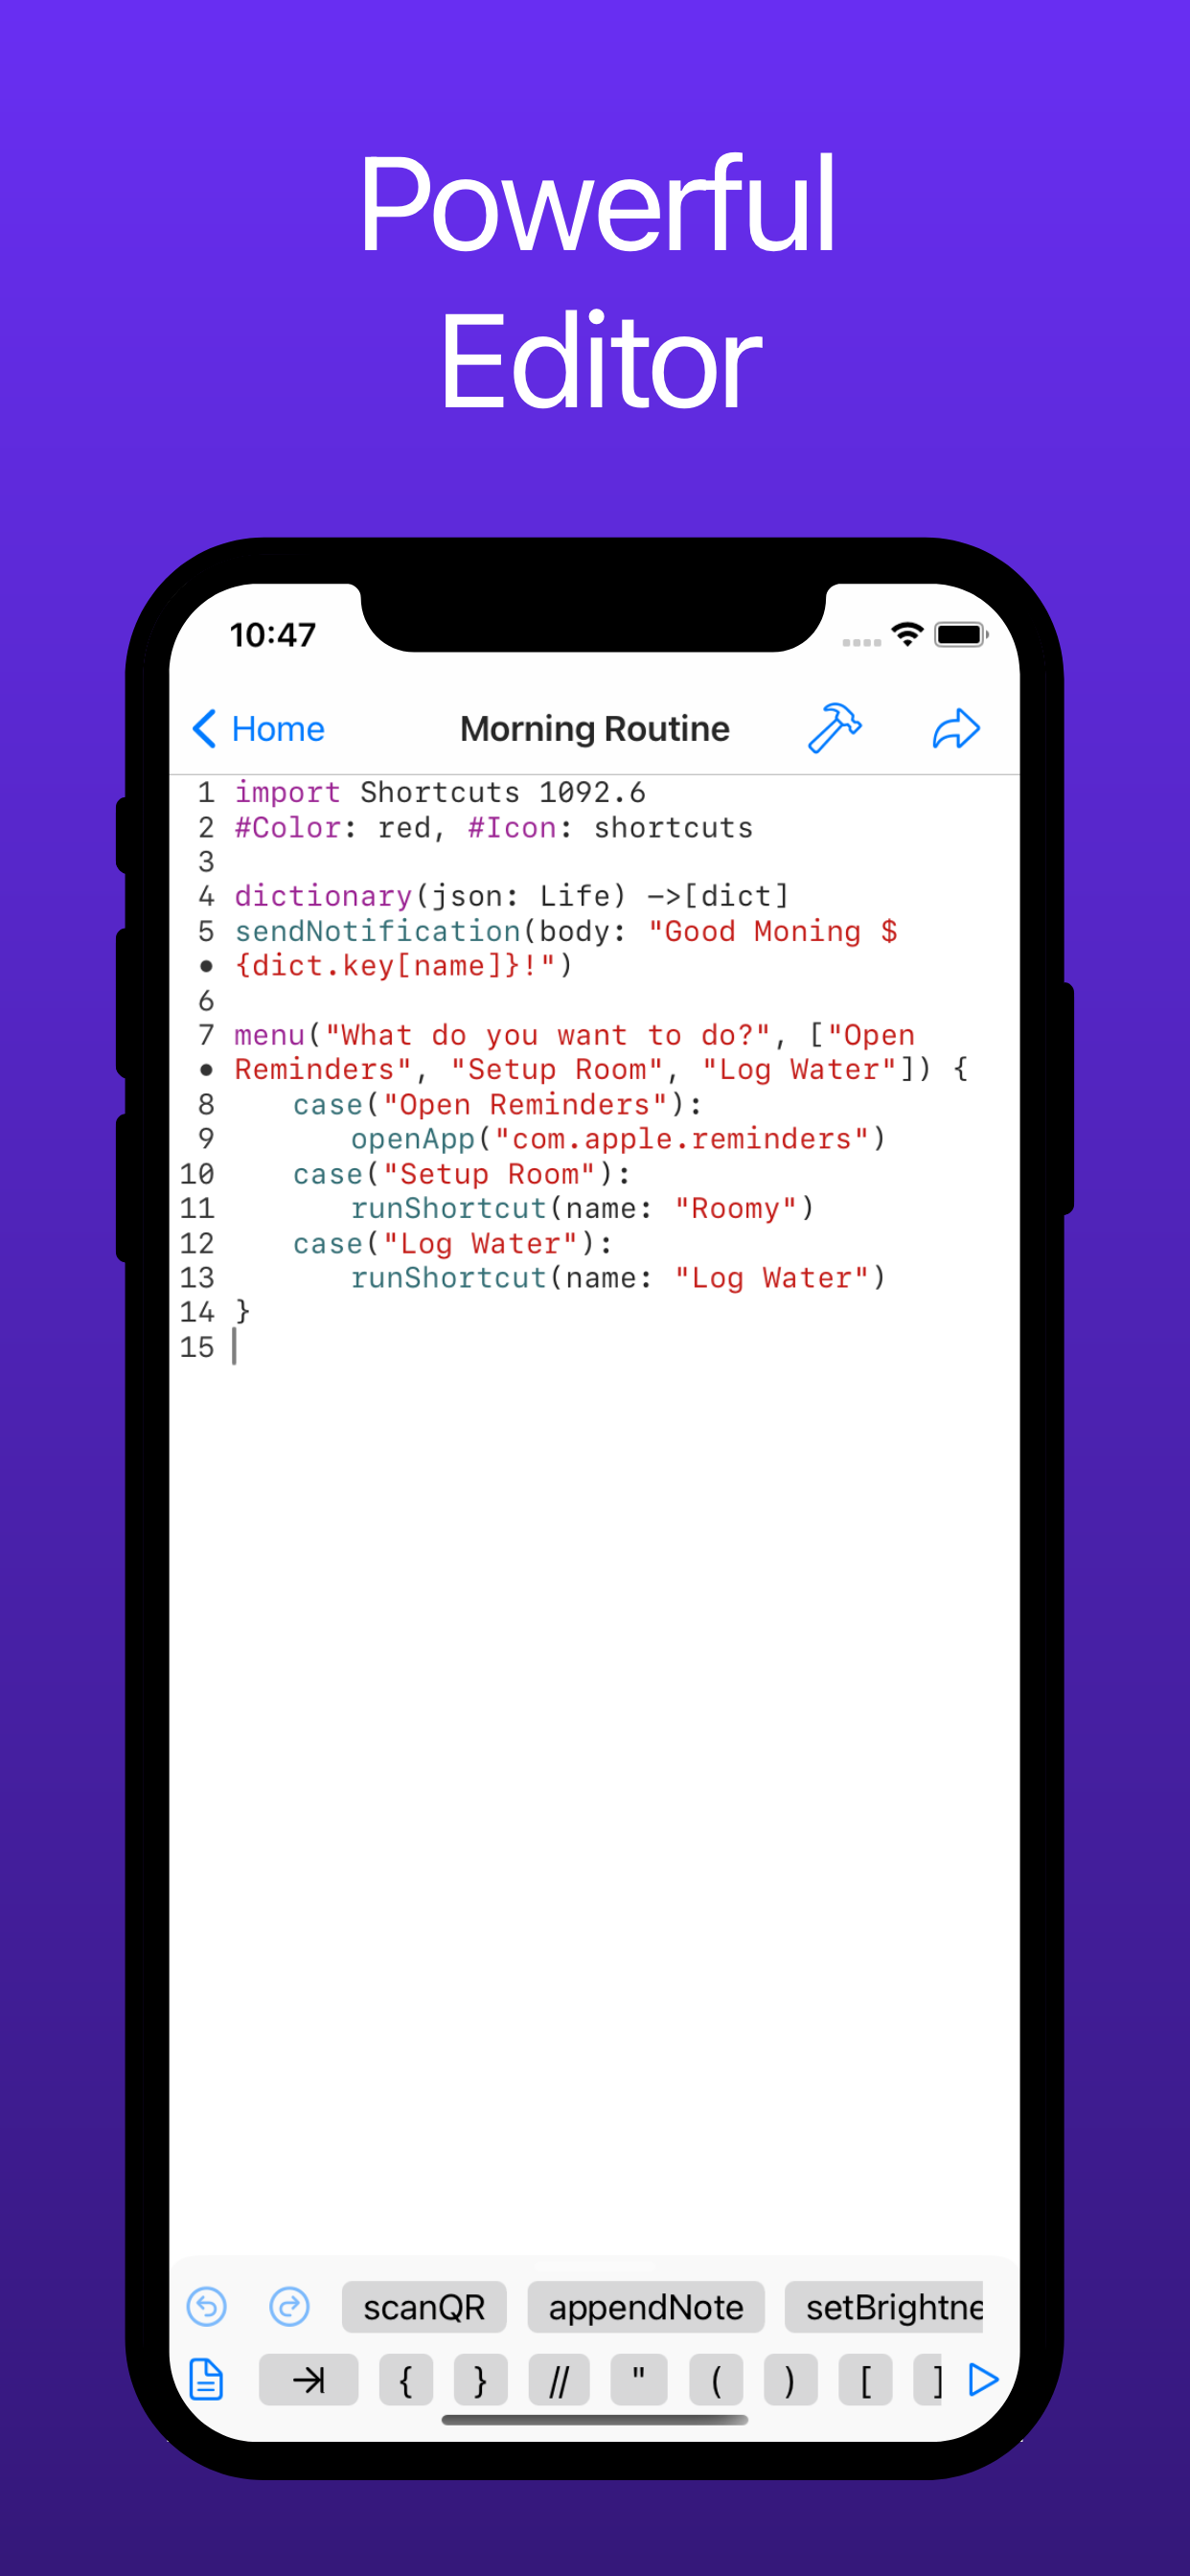 Powerful
Editor
10:47
Home
Morning Routine
1 import Shortcuts 1092.6
2 #Color: red, #Icon: shortcuts
3
4 dictionary(json: Life) ->[dict]
5 sendNotification(body: "Good Moning $
• {dict.key[name]}!")
6
7 menu("What do you want to do?", ["Open
• Reminders", "Setup Room", "Log Water"]) {
8 case("Open Reminders"):
9 openApp("com.apple.reminders")
10 case("Setup Room"):
11 runShortcut(name: "Roomy")
12 case("Log Water"):
13 runShortcut(name: "Log Water")
14 }
15
scanQR appendNote setBrightne
{ } // " ( ) [ ]